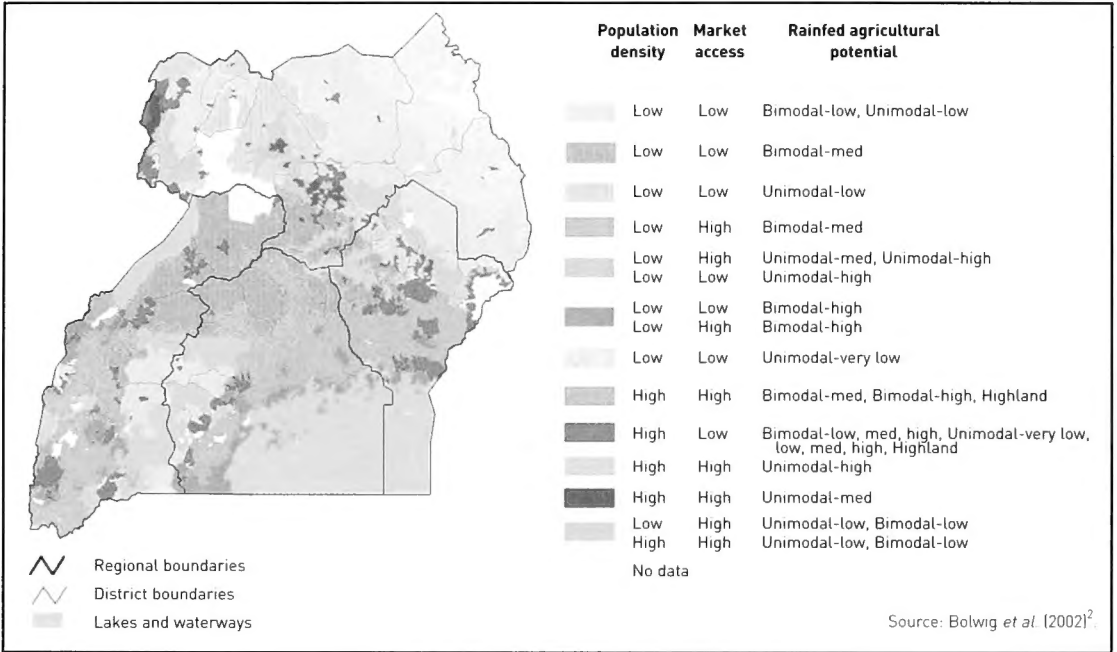 Population density Market access Rainfed agricultural potential
Low Low Bimodal-low, Unimodal-low
Low Low Bimodal-med
Low Low Unimodal-low
Low High Bimodal-med
Low High Unimodal-med, Unimodal-high
Low Low Unimodal-high
Low Low Bimodal-high
Low High Bimodal-high
Low Low Unimodal-very low
High High Bimodal-med, Bimodal-high, Highland
High Low Bimodal-low, med, high, Unimodal-very low,
low, med, high, Highland
High High Unimodal-high
High High Unimodal-med
Low High Unimodal-low, Bimodal-low
High High Unimodal-low, Bimodal-low
No data
Regional boundaries
District boundaries
Lakes and waterways
Source: Bolwig et al. (2002)2.